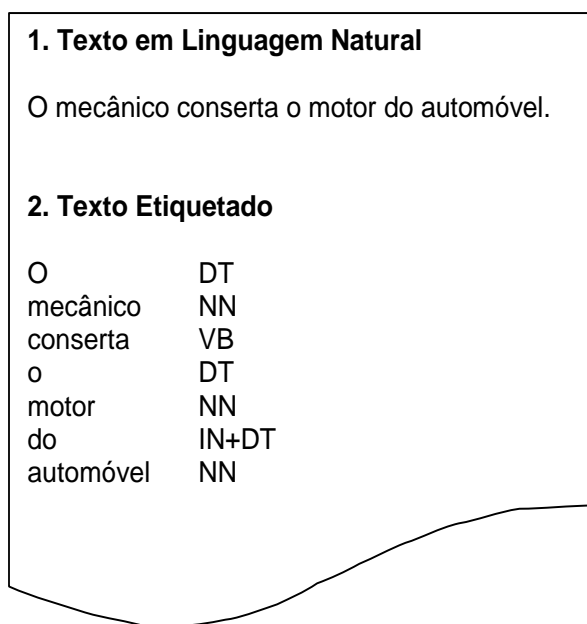 1. Texto em Linguagem Natural
O mecânico conserta o motor do automóvel.
2. Texto Etiquetado
O DT
mecânico NN
conserta VB
o DT
motor NN
do IN+DT
automóvel NN